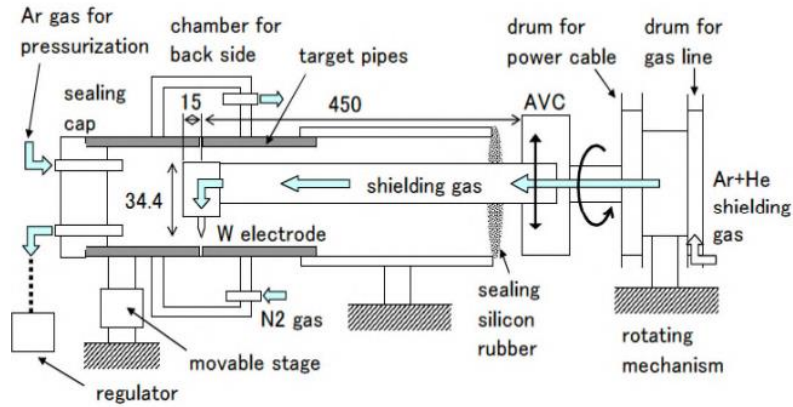 Ar gas for
pressurization
chamber for
back side
target pipes
drum for
power cable
drum for
gas line
sealing
cap
15
450
AVC
34.4
shielding gas
Ar+He
shielding
gas
W electrode
N2 gas
sealing
silicon
rubber
rotating
mechanism
movable stage
regulator